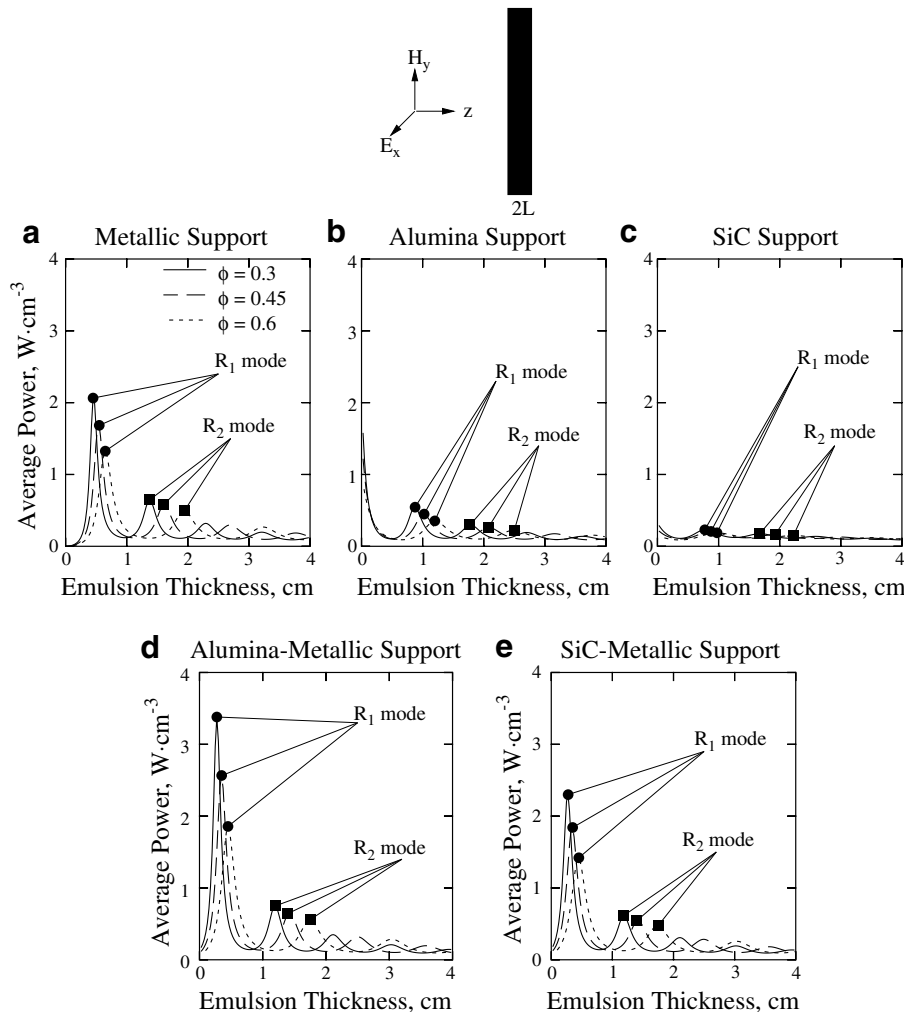 H_y
z
E_x
2L
a Metallic Support
b Alumina Support
c SiC Support
φ = 0.3
φ = 0.45
φ = 0.6
R_1 mode
R_2 mode
R_1 mode
R_2 mode
R_1 mode
R_2 mode
Average Power, W·cm^-3
4
3
2
1
0
0 1 2 3 4
4
3
2
1
0
0 1 2 3 4
4
3
2
1
0
0 1 2 3 4
Emulsion Thickness, cm
Emulsion Thickness, cm
Emulsion Thickness, cm
d Alumina-Metallic Support
e SiC-Metallic Support
R_1 mode
R_2 mode
R_1 mode
R_2 mode
Average Power, W·cm^-3
4
3
2
1
0
0 1 2 3 4
Average Power, W·cm^-3
4
3
2
1
0
0 1 2 3 4
Emulsion Thickness, cm
Emulsion Thickness, cm